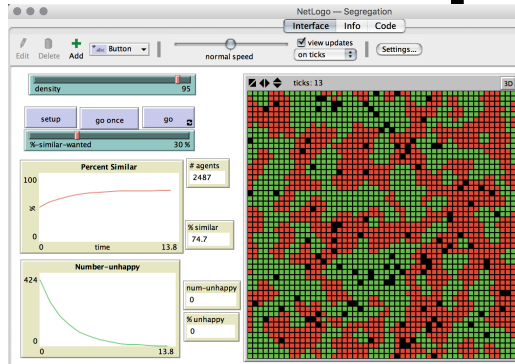 NetLogo — Segregation
Interface Info Code
Edit Delete Add
abc Button
normal speed
view updates
on ticks
Settings...
density 95
setup go once go
%-similar-wanted 30 %
ticks: 13 3D
Percent Similar
100
%
0
0 time 13.8
# agents
2487
% similar
74.7
Number-unhappy
424
0
0 13.8
num-unhappy
0
% unhappy
0